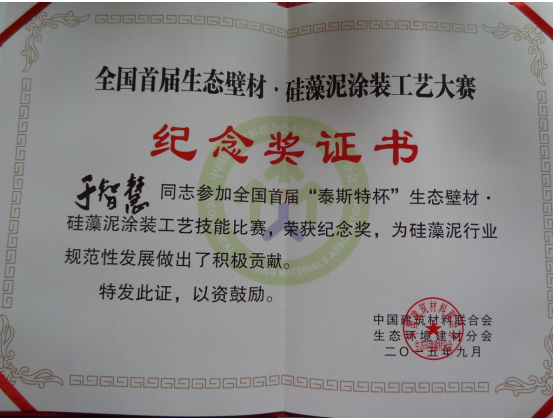 全国首届生态壁材·硅藻泥涂装工艺大赛
纪念奖证书
于智慧 同志参加全国首届“泰斯特杯”生态壁材·
硅藻泥涂装工艺技能比赛，荣获纪念奖，为硅藻泥行业
规范性发展做出了积极贡献。
特发此证，以资鼓励。
中国建筑材料联合会
生态环境建材分会
二〇一五年九月